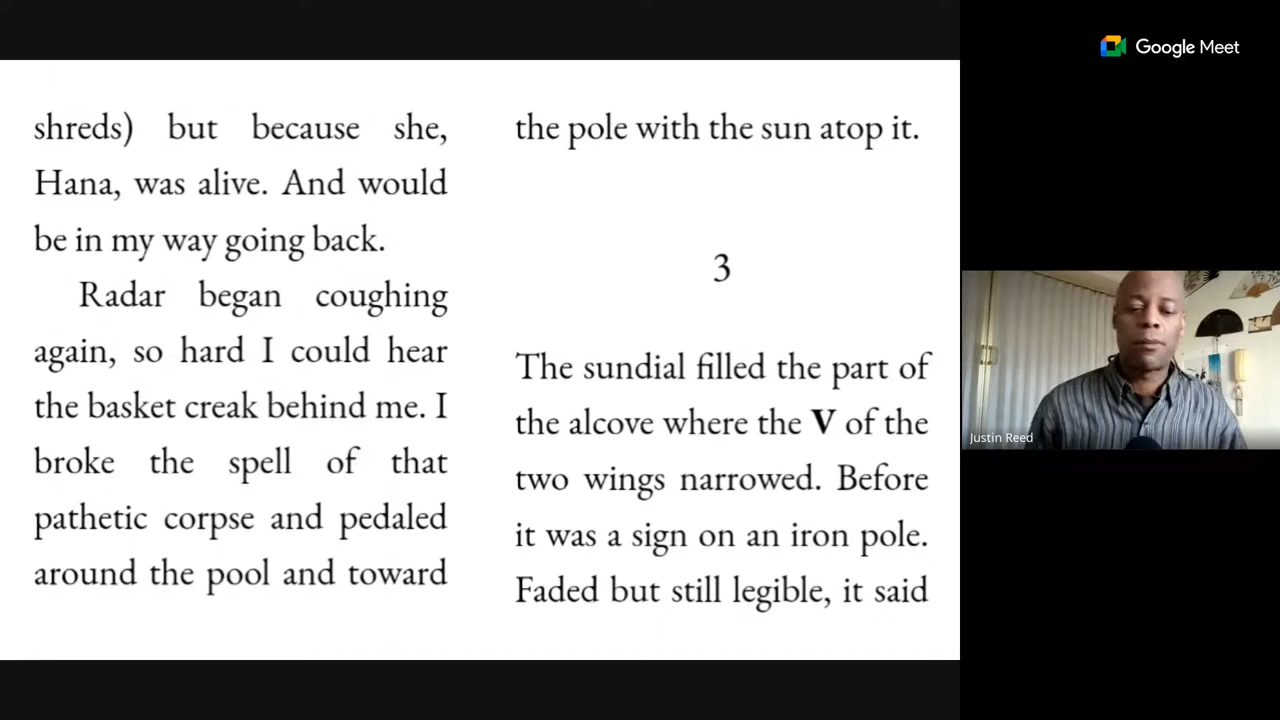 shreds) but because she,
Hana, was alive. And would
be in my way going back.
Radar began coughing
again, so hard I could hear
the basket creak behind me. I
broke the spell of that
pathetic corpse and pedaled
around the pool and toward
the pole with the sun atop it.
3
The sundial filled the part of
the alcove where the V of the
two wings narrowed. Before
it was a sign on an iron pole.
Faded but still legible, it said
Google Meet
Justin Reed